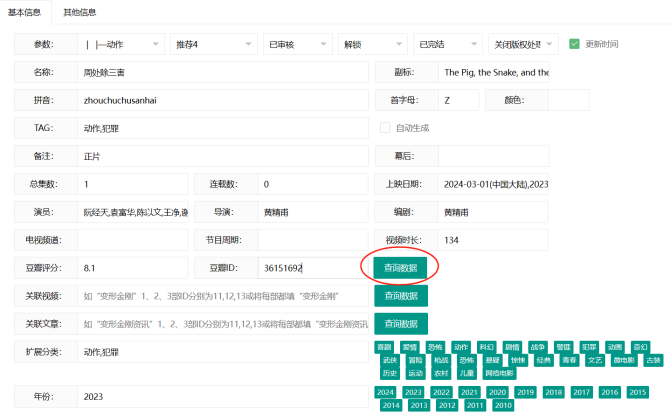 基本信息 其他信息
参数： ｜ ├─动作 推荐4 已审核 解锁 已完结 关闭版权处理 更新时间
名称： 周处除三害 副标： The Pig, the Snake, and the
拼音： zhouchuchusanhai 首字母： Z 颜色：
TAG： 动作,犯罪 自动生成
备注： 正片 幕后：
总集数： 1 连载数： 0 上映日期： 2024-03-01(中国大陆),2023
演员： 阮经天,袁富华,陈以文,王净, 导演： 黄精甫 编剧： 黄精甫
电视频道： 节目周期： 视频时长： 134
豆瓣评分： 8.1 豆瓣ID： 36151692 查询数据
关联视频： 如“变形金刚”1、2、3部ID分别为11,12,13或将每部都填“变形金刚” 查询数据
关联文章： 如“变形金刚资讯”1、2、3部ID分别为11,12,13或将每部都填“变形金刚资讯 查询数据
扩展分类： 动作,犯罪 喜剧 爱情 恐怖 动作 科幻 剧情 战争 警匪 犯罪 动画 奇幻
武侠 冒险 枪战 恐怖 悬疑 惊悚 经典 青春 文艺 微电影 古装
历史 运动 农村 儿童 网络电影
年份： 2023 2024 2023 2022 2021 2020 2019 2018 2017 2016 2015
2014 2013 2012 2011 2010